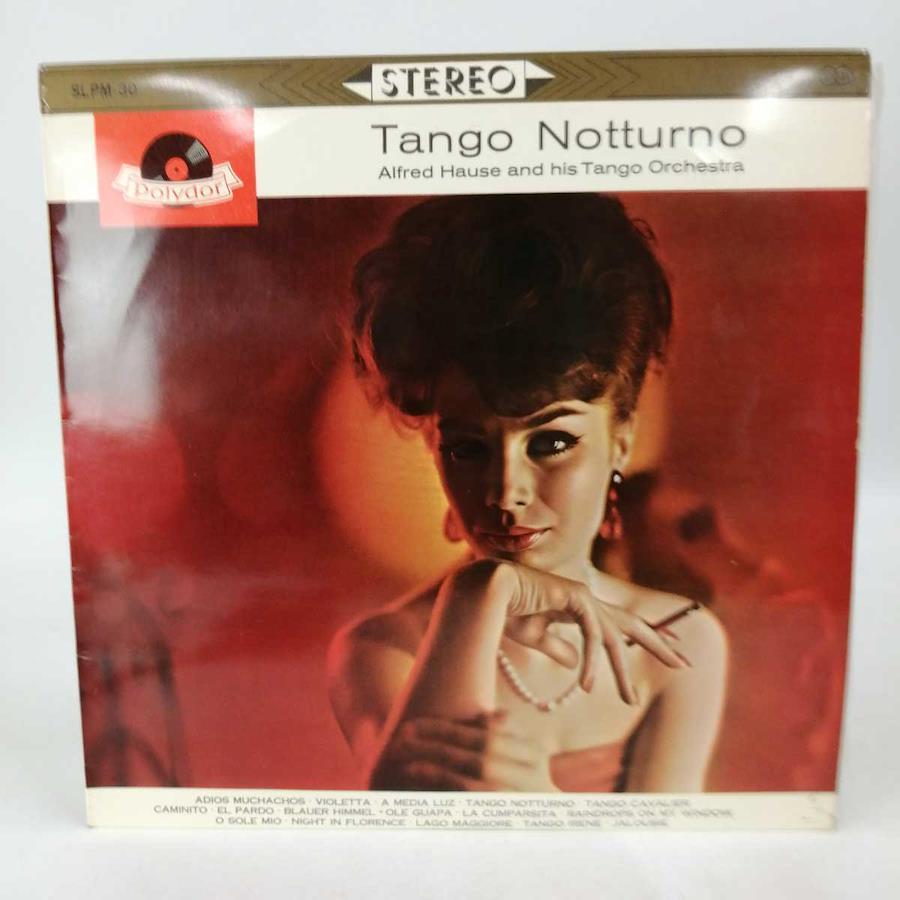 SLPM-30
STEREO
polydor
Tango Notturno
Alfred Hause and his Tango Orchestra
ADIOS MUCHACHOS · VIOLETTA · A MEDIA LUZ · TANGO NOTTURNO · TANGO CAVALIER
CAMINITO · EL PARDO · BLAUER HIMMEL · OLE GUAPA · LA CUMPARSITA · RAINDROPS ON MY WINDOW
O SOLE MIO · NIGHT IN FLORENCE · LAGO MAGGIORE · TANGO IRENE · JALOUSIE